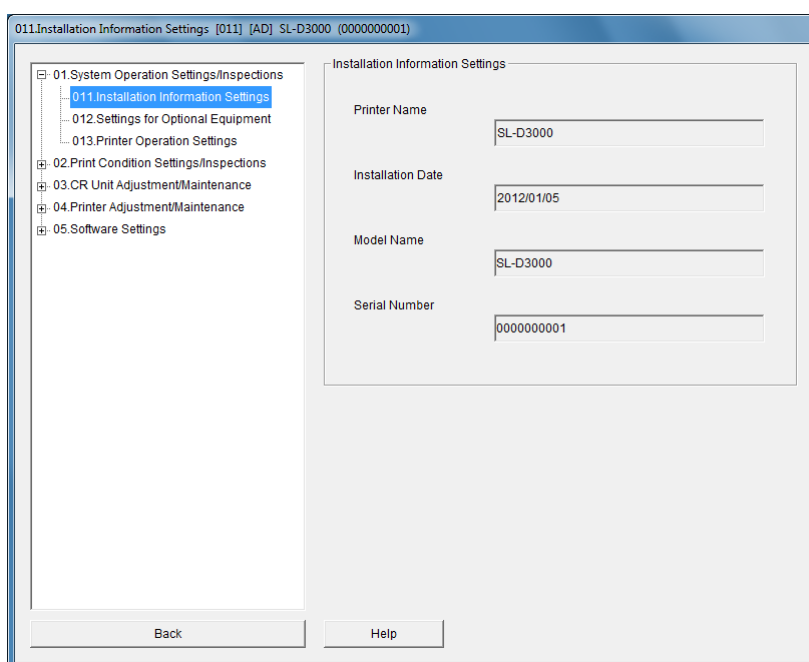 011.Installation Information Settings [011] [AD] SL-D3000 (0000000001)
01.System Operation Settings/Inspections
011.Installation Information Settings
012.Settings for Optional Equipment
013.Printer Operation Settings
02.Print Condition Settings/Inspections
03.CR Unit Adjustment/Maintenance
04.Printer Adjustment/Maintenance
05.Software Settings
Installation Information Settings
Printer Name
SL-D3000
Installation Date
2012/01/05
Model Name
SL-D3000
Serial Number
0000000001
Back
Help